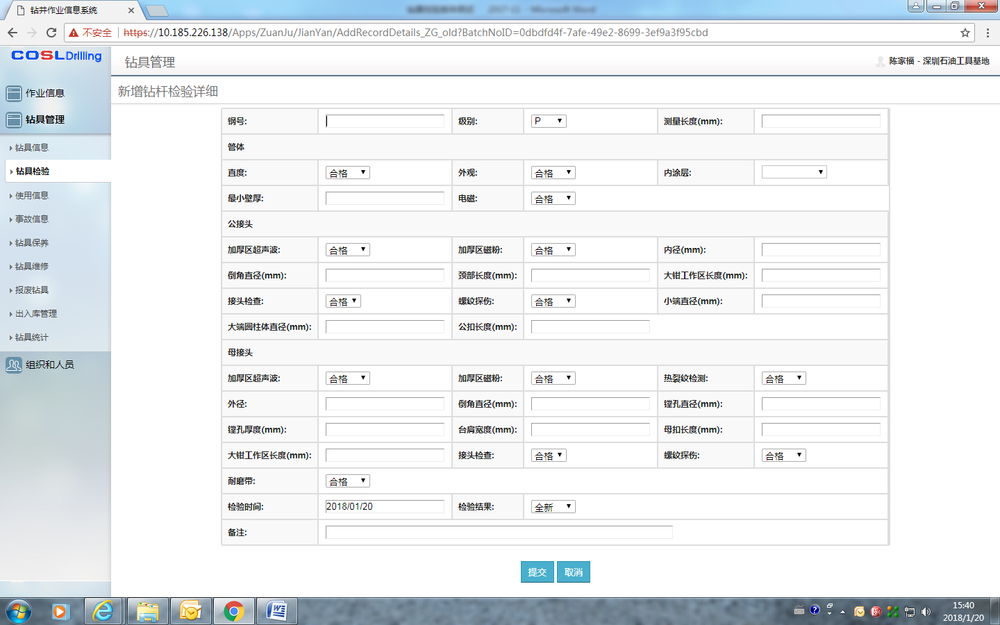 钻井作业信息系统
不安全 https://10.185.226.138/Apps/ZuanJu/JianYan/AddRecordDetails_ZG_old?BatchNoID=0dbdfd4f-7afe-49e2-8699-3ef9a3f95cbd
COSL Drilling
钻具管理
陈家福 - 深圳石油工具基地
作业信息
钻具管理
钻具信息
钻具检验
使用信息
事故信息
钻具保养
钻具维修
报废钻具
出入库管理
钻具统计
组织和人员
新增钻杆检验详细
钢号: 级别: P 测量长度(mm):
管体
直度: 合格 外观: 合格 内涂层:
最小壁厚: 电磁: 合格
公接头
加厚区超声波: 合格 加厚区磁粉: 合格 内径(mm):
倒角直径(mm): 颈部长度(mm): 大钳工作区长度(mm):
接头检查: 合格 螺纹探伤: 合格 小端直径(mm):
大端圆柱体直径(mm): 公扣长度(mm):
母接头
加厚区超声波: 合格 加厚区磁粉: 合格 热裂纹检测: 合格
外径: 倒角直径(mm): 镗孔直径(mm):
镗孔厚度(mm): 台肩宽度(mm): 母扣长度(mm):
大钳工作区长度(mm): 接头检查: 合格 螺纹探伤: 合格
耐磨带: 合格
检验时间: 2018/01/20 检验结果: 全新
备注:
提交 取消
15:40
2018/1/20